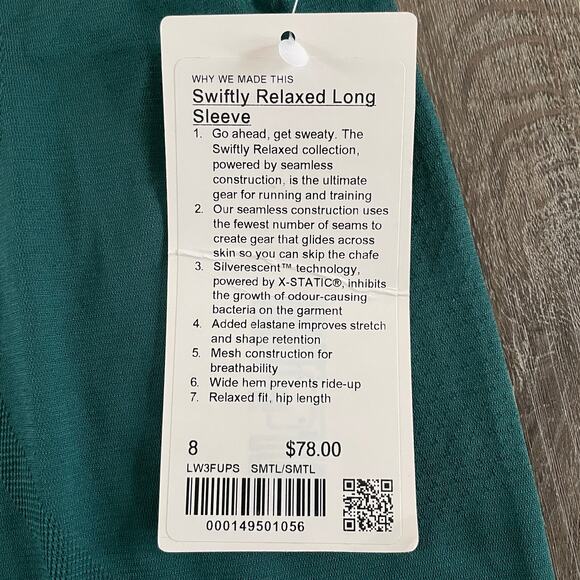 WHY WE MADE THIS
Swiftly Relaxed Long
Sleeve
1. Go ahead, get sweaty. The
Swiftly Relaxed collection,
powered by seamless
construction, is the ultimate
gear for running and training
2. Our seamless construction uses
the fewest number of seams to
create gear that glides across
skin so you can skip the chafe
3. Silverescent™ technology,
powered by X-STATIC®, inhibits
the growth of odour-causing
bacteria on the garment
4. Added elastane improves stretch
and shape retention
5. Mesh construction for
breathability
6. Wide hem prevents ride-up
7. Relaxed fit, hip length
8 $78.00
LW3FUPS SMTL/SMTL
000149501056